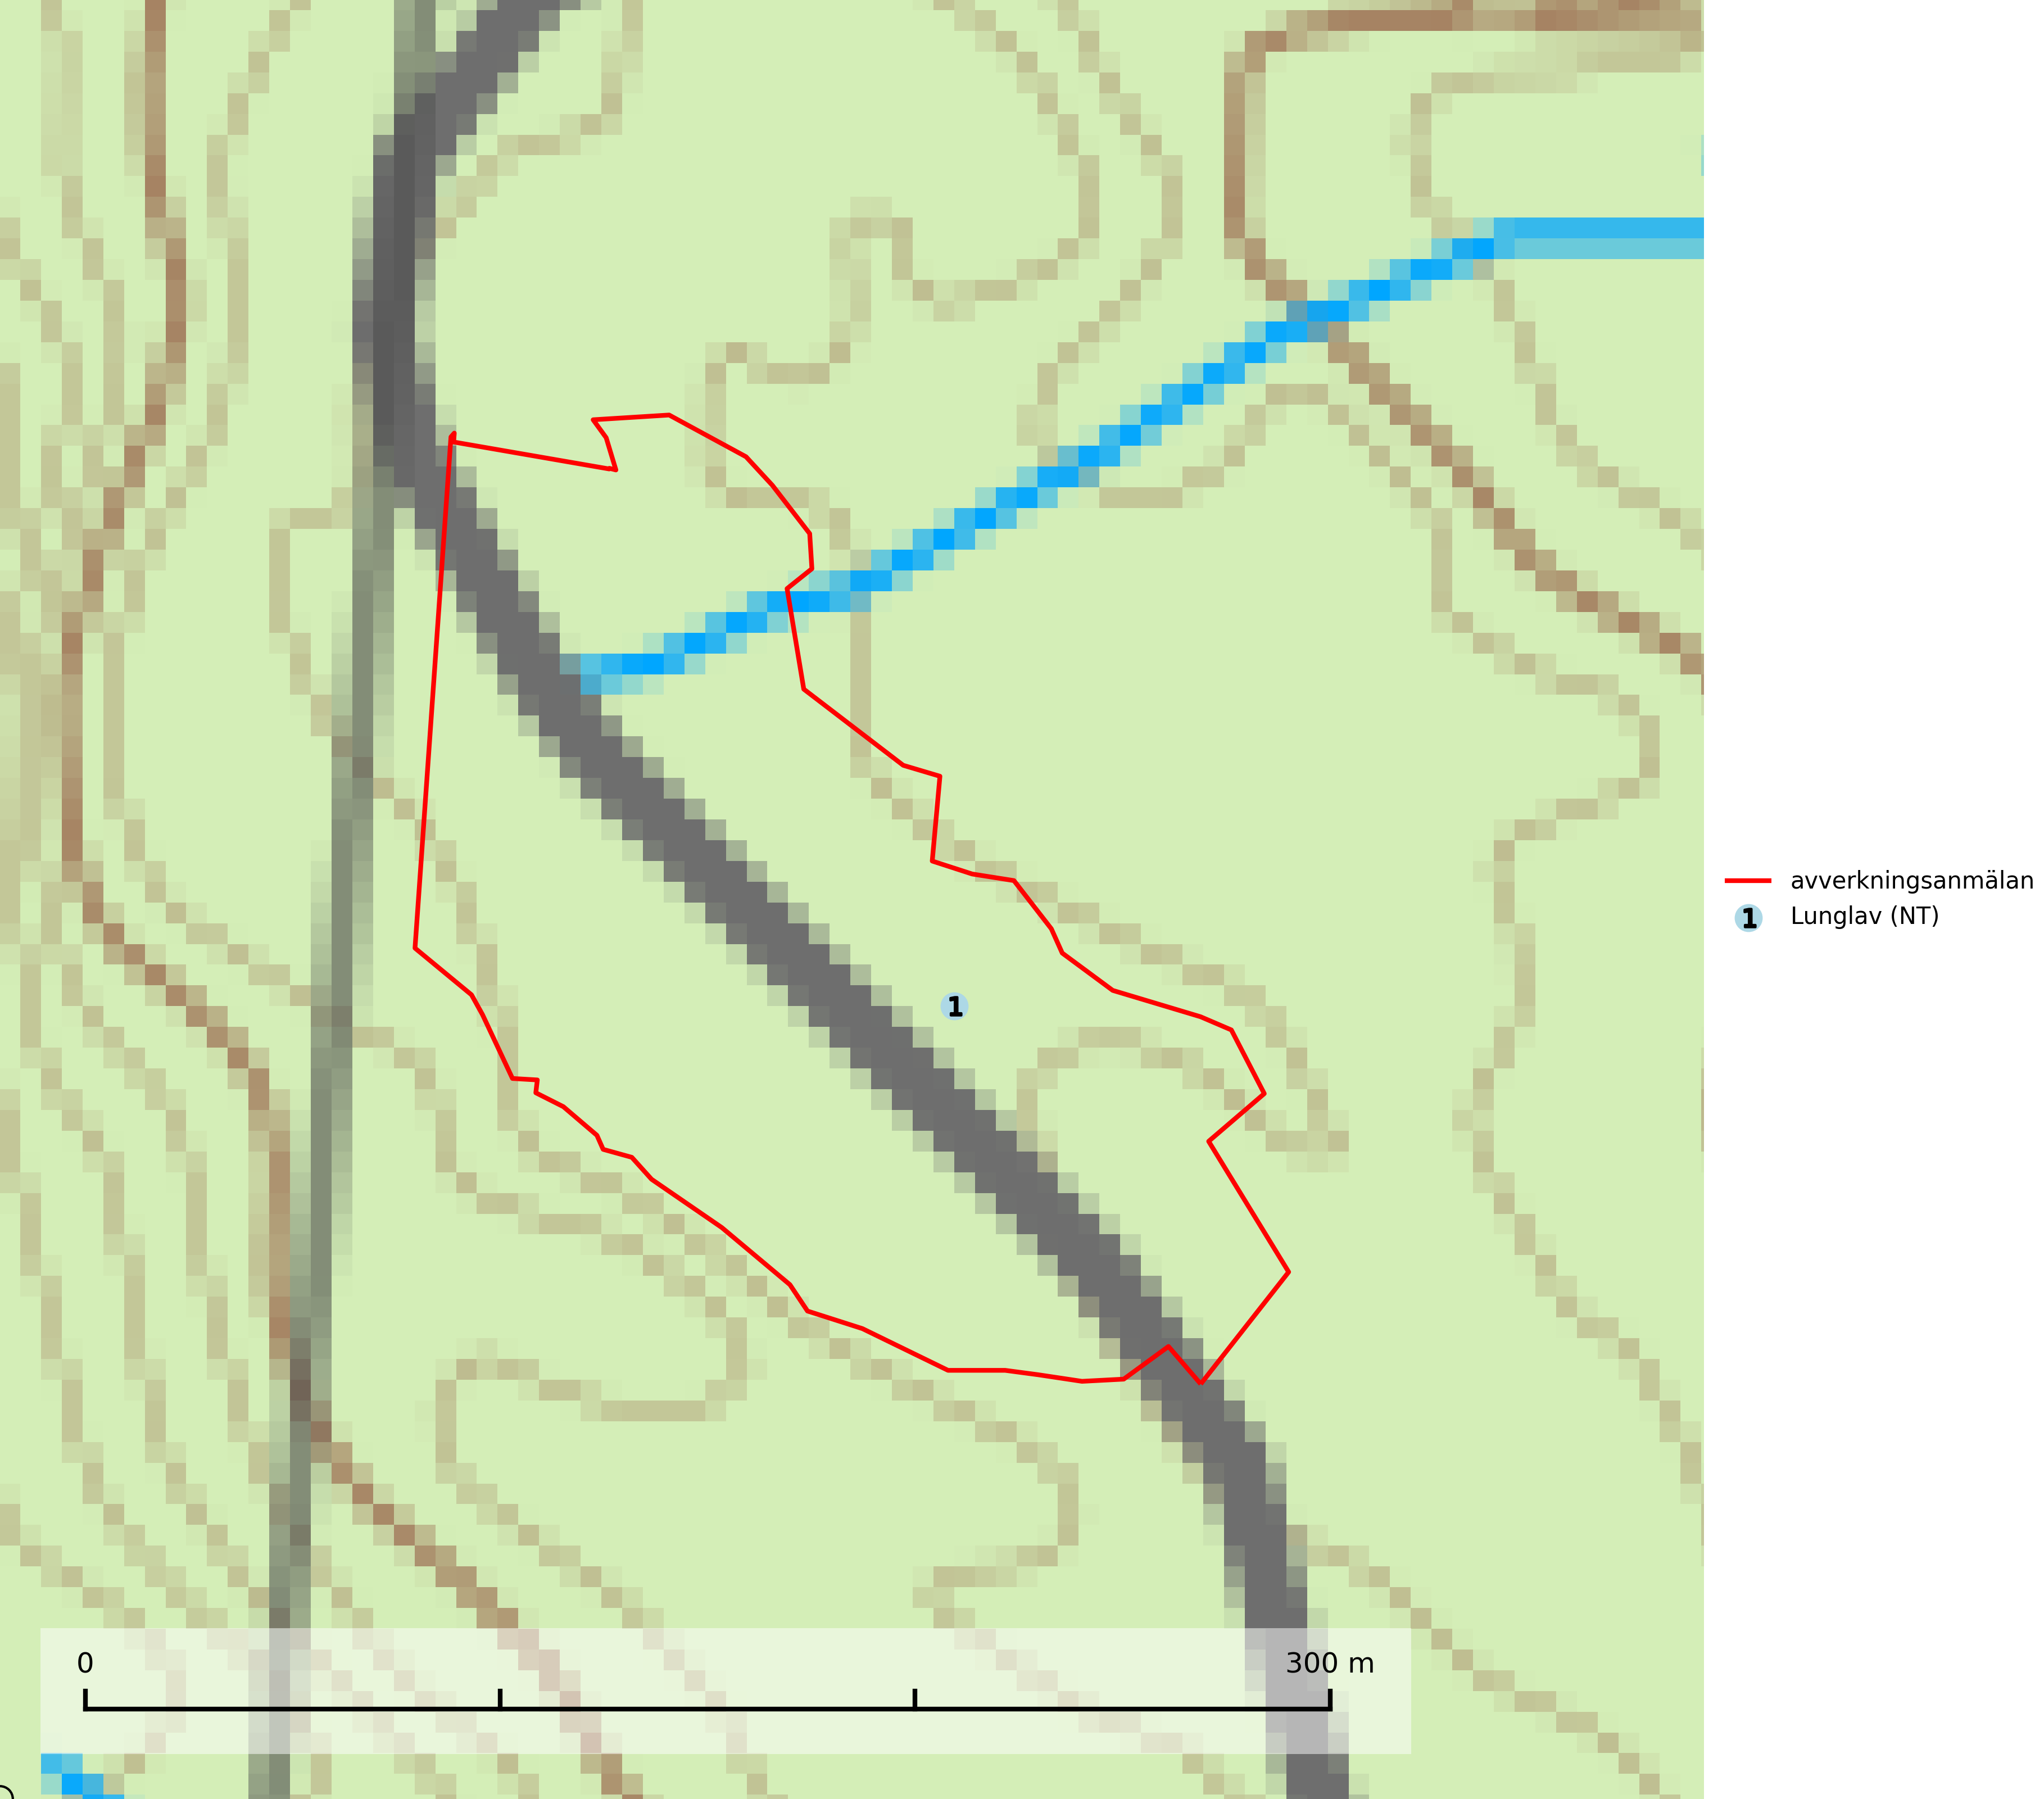 avverkningsanmälan
1 Lunglav (NT)
1
0 300 m